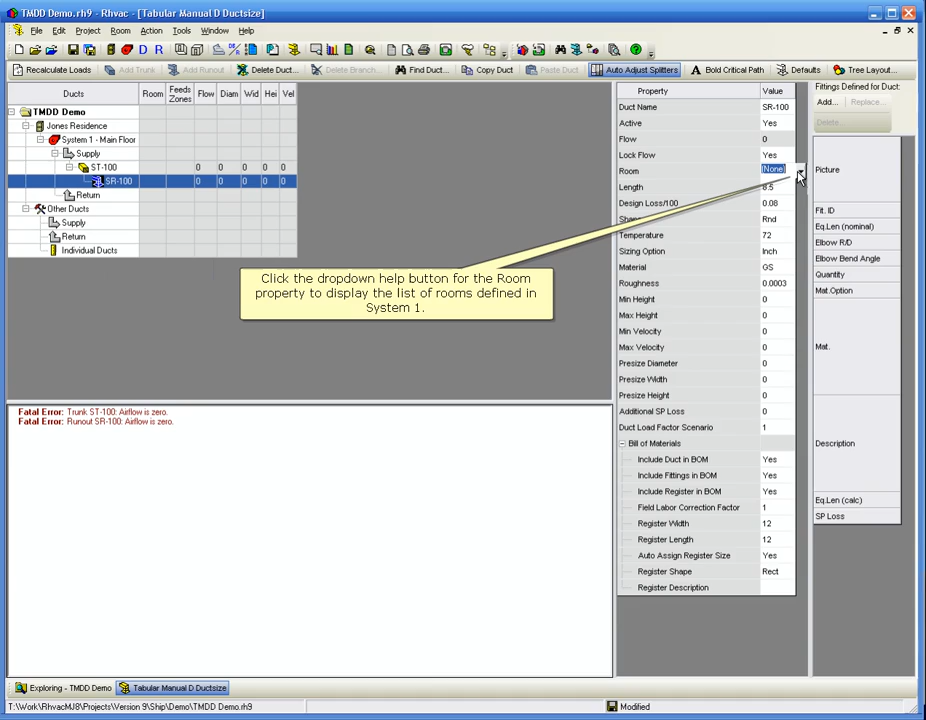 TMDD Demo.rh9 - Rhvac - [Tabular Manual D Ductsize]
File Edit Project Room Action Tools Window Help
Recalculate Loads Add Trunk Add Runout Delete Duct... Delete Branch... Find Duct... Copy Duct Paste Duct Auto Adjust Splitters Bold Critical Path Defaults Tree Layout...
Ducts Room Feeds Zones Flow Diam Wid Hei Vel
TMDD Demo
Jones Residence
System 1 - Main Floor
Supply
ST-100 0 0 0 0 0
SR-100 0 0 0 0 0
Return
Other Ducts
Supply
Return
Individual Ducts
Click the dropdown help button for the Room
property to display the list of rooms defined in
System 1.
Fatal Error: Trunk ST-100: Airflow is zero.
Fatal Error: Runout SR-100: Airflow is zero.
Property Value
Duct Name SR-100
Active Yes
Flow 0
Lock Flow Yes
Room (None)
Length 8.5
Design Loss/100 0.08
Rnd
Temperature 72
Sizing Option Inch
Material GS
Roughness 0.0003
Min Height 0
Max Height 0
Min Velocity 0
Max Velocity 0
Presize Diameter 0
Presize Width 0
Presize Height 0
Additional SP Loss 0
Duct Load Factor Scenario 1
Bill of Materials
Include Duct in BOM Yes
Include Fittings in BOM Yes
Include Register in BOM Yes
Field Labor Correction Factor 1
Register Width 12
Register Length 12
Auto Assign Register Size Yes
Register Shape Rect
Register Description
Fittings Defined for Duct:
Add... Replace...
Delete...
Picture
Fit. ID
Eq.Len (nominal)
Elbow R/D
Elbow Bend Angle
Quantity
Mat.Option
Mat.
Description
Eq.Len (calc)
SP Loss
Exploring - TMDD Demo Tabular Manual D Ductsize
T:\Work\RhvacMJ8\Projects\Version 9\Ship\Demo\TMDD Demo.rh9 Modified